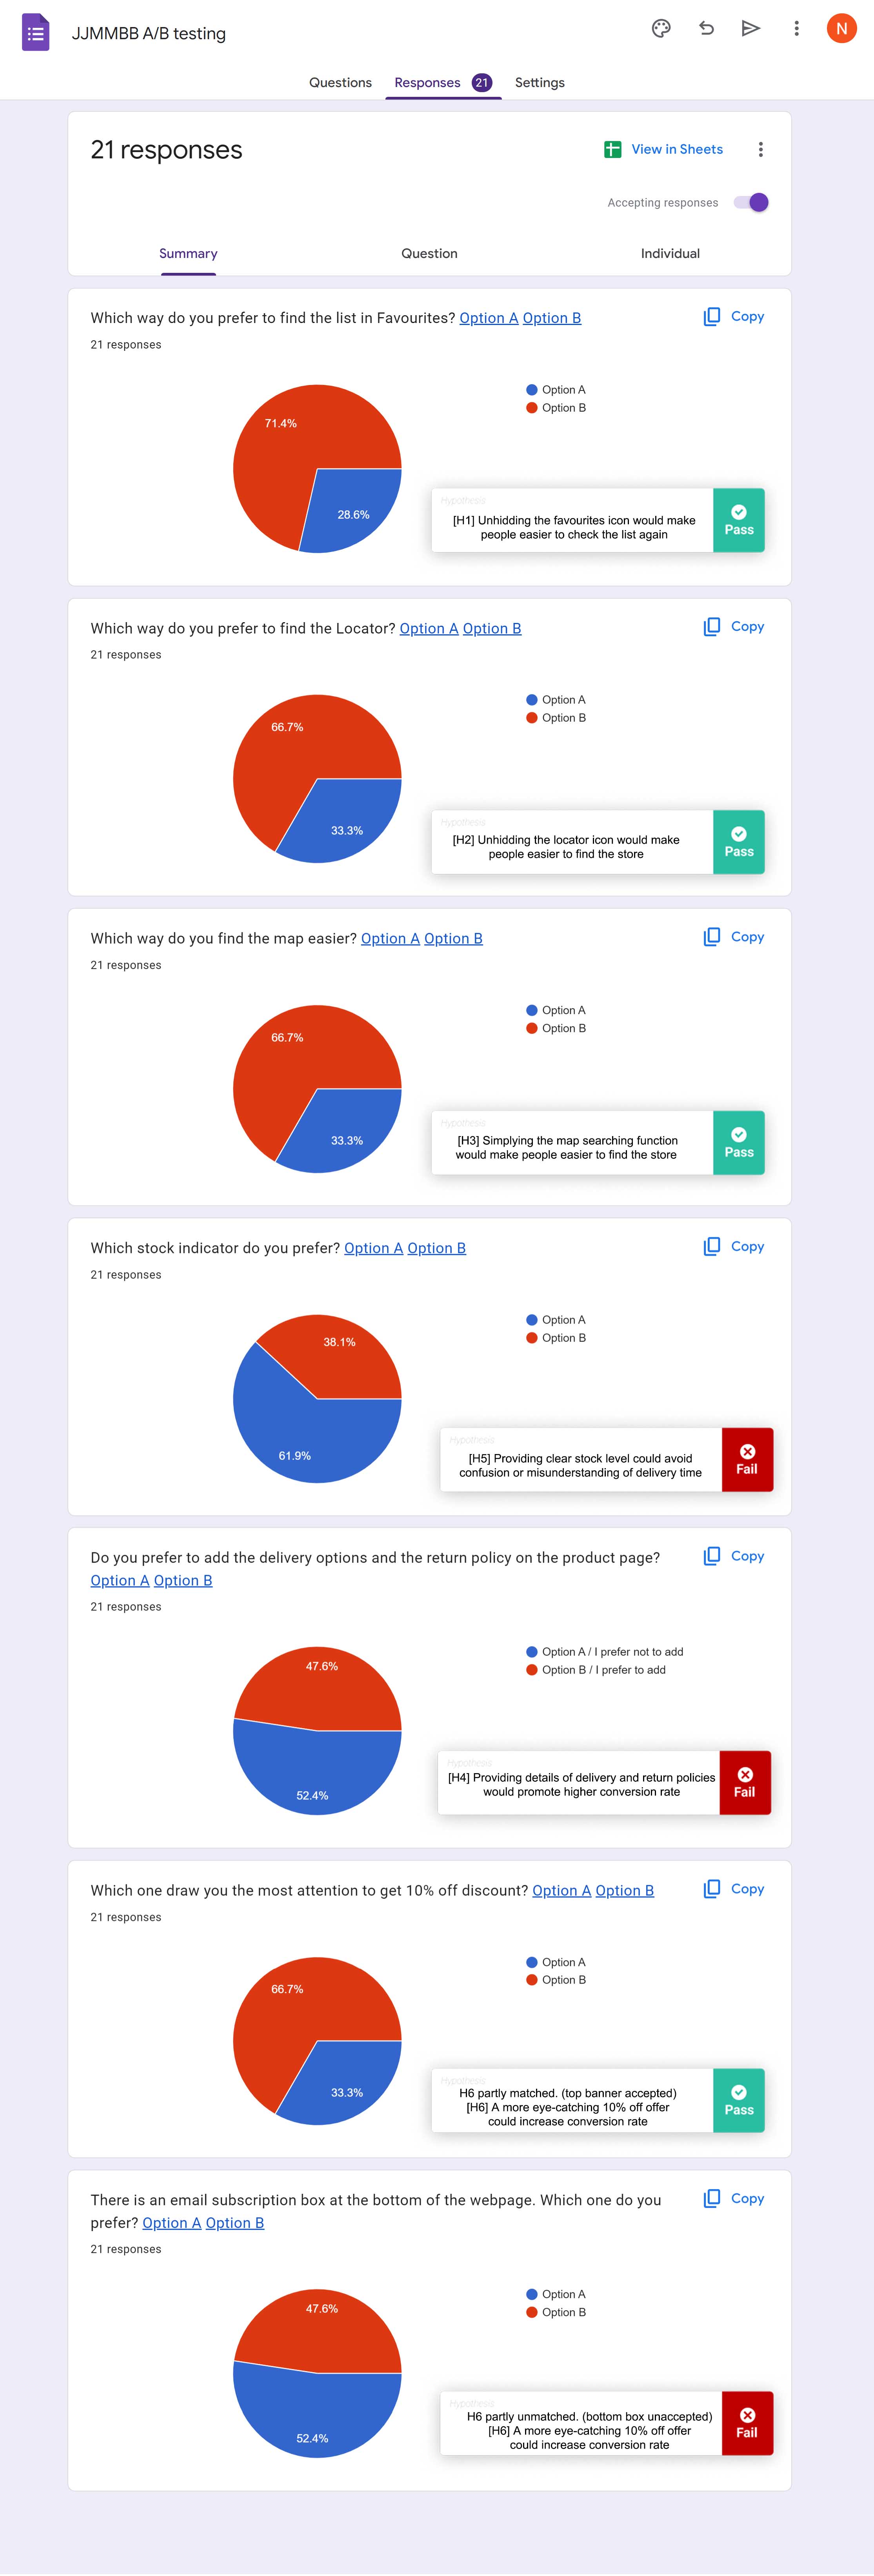 JJMMBB A/B testing
N
Questions Responses 21 Settings
21 responses
View in Sheets
Accepting responses
Summary Question Individual
Which way do you prefer to find the list in Favourites? Option A Option B
Copy
21 responses
71.4%
28.6%
Option A
Option B
Hypothesis
[H1] Unhidding the favourites icon would make
people easier to check the list again
Pass
Which way do you prefer to find the Locator? Option A Option B
Copy
21 responses
66.7%
33.3%
Option A
Option B
Hypothesis
[H2] Unhidding the locator icon would make
people easier to find the store
Pass
Which way do you find the map easier? Option A Option B
Copy
21 responses
66.7%
33.3%
Option A
Option B
Hypothesis
[H3] Simplying the map searching function
would make people easier to find the store
Pass
Which stock indicator do you prefer? Option A Option B
Copy
21 responses
38.1%
61.9%
Option A
Option B
Hypothesis
[H5] Providing clear stock level could avoid
confusion or misunderstanding of delivery time
Fail
Do you prefer to add the delivery options and the return policy on the product page?
Option A Option B
Copy
21 responses
47.6%
52.4%
Option A / I prefer not to add
Option B / I prefer to add
Hypothesis
[H4] Providing details of delivery and return policies
would promote higher conversion rate
Fail
Which one draw you the most attention to get 10% off discount? Option A Option B
Copy
21 responses
66.7%
33.3%
Option A
Option B
Hypothesis
H6 partly matched. (top banner accepted)
[H6] A more eye-catching 10% off offer
could increase conversion rate
Pass
There is an email subscription box at the bottom of the webpage. Which one do you
prefer? Option A Option B
Copy
21 responses
47.6%
52.4%
Option A
Option B
Hypothesis
H6 partly unmatched. (bottom box unaccepted)
[H6] A more eye-catching 10% off offer
could increase conversion rate
Fail